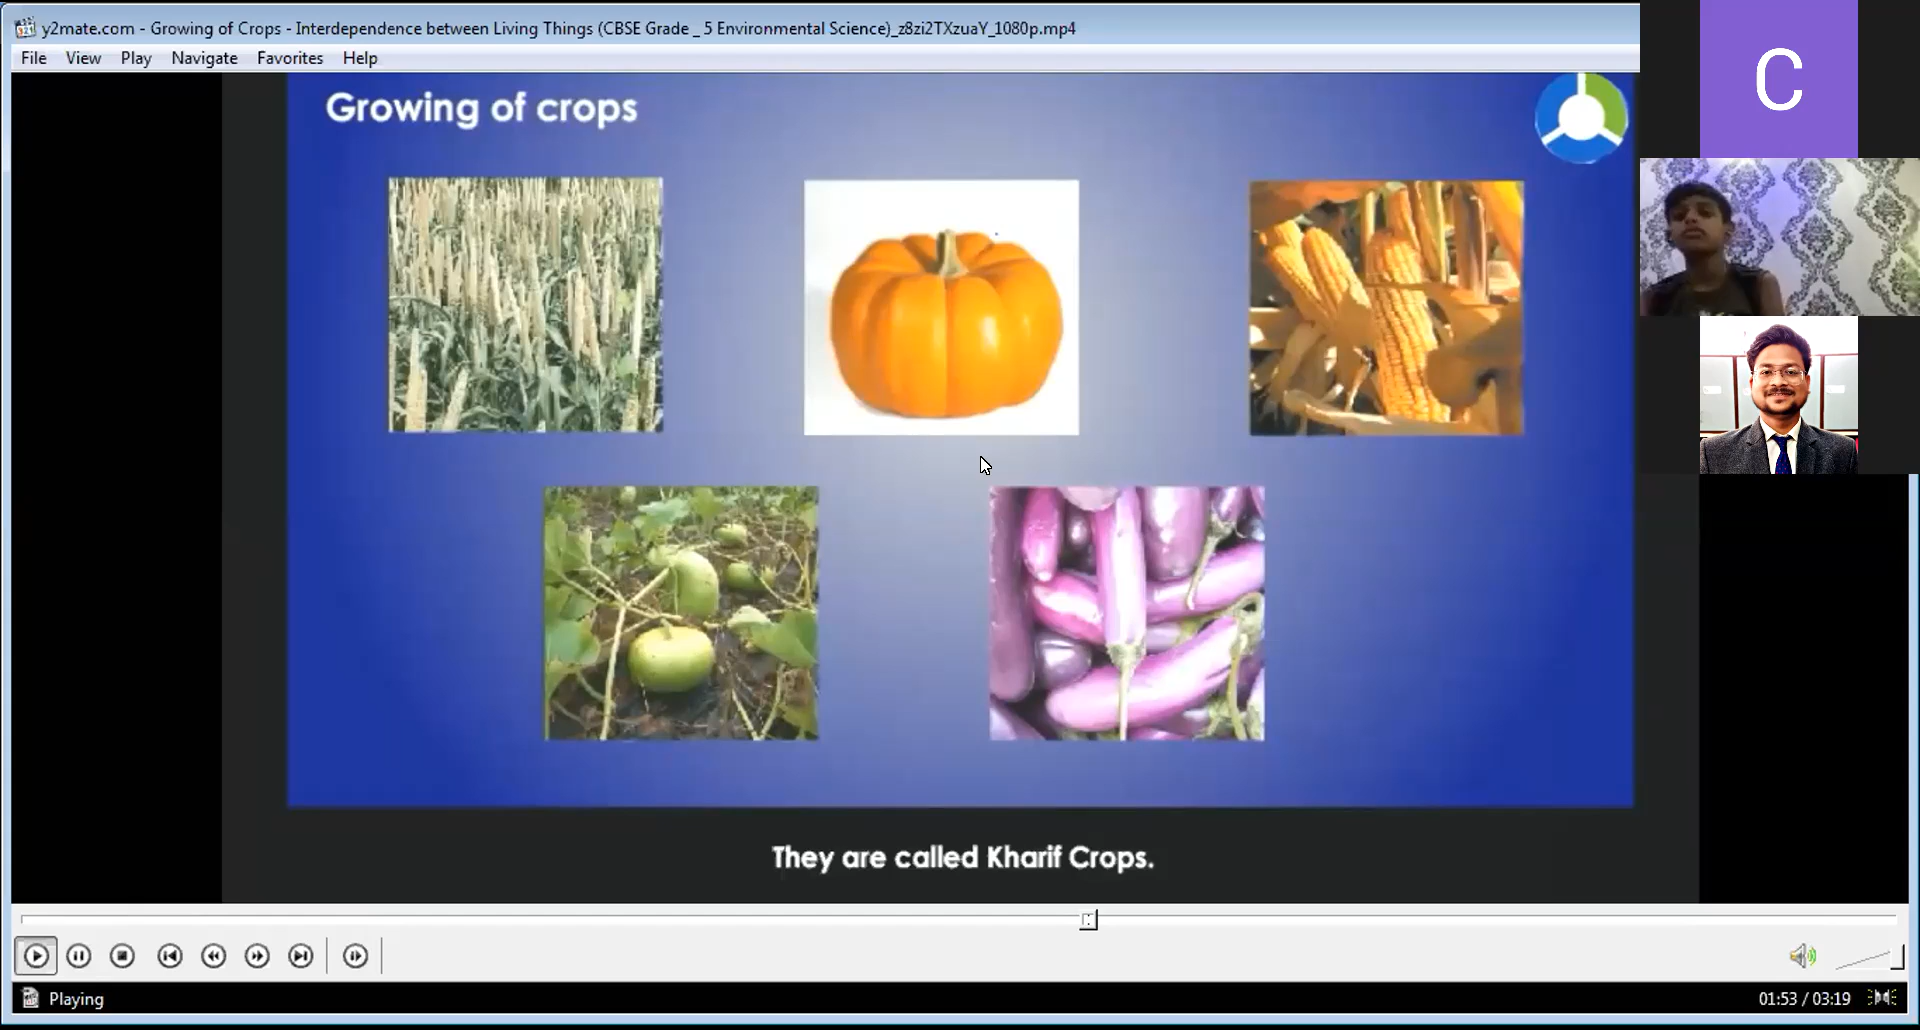 y2mate.com - Growing of Crops - Interdependence between Living Things (CBSE Grade _ 5 Environmental Science)_z8zi2TXzuaY_1080p.mp4
File View Play Navigate Favorites Help
Growing of crops
C
They are called Kharif Crops.
Playing
01:53 / 03:19